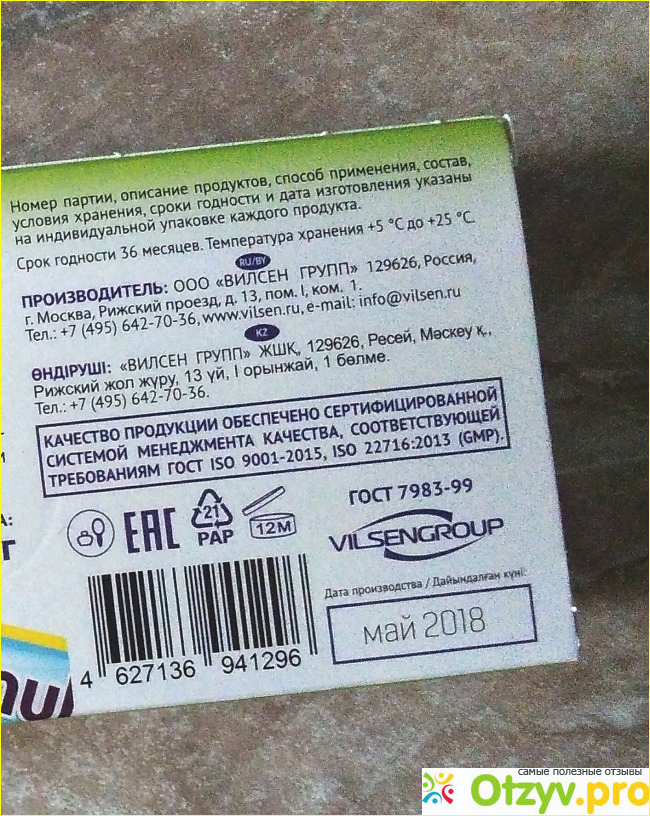 Номер партии, описание продуктов, способ применения, состав,
условия хранения, сроки годности и дата изготовления указаны
на индивидуальной упаковке каждого продукта.
Срок годности 36 месяцев. Температура хранения +5 °С до +25 °С.
RU/BY
ПРОИЗВОДИТЕЛЬ: ООО «ВИЛСЕН ГРУПП» 129626, Россия,
г. Москва, Рижский проезд, д. 13, пом. I, ком. 1.
Тел.: +7 (495) 642-70-36, www.vilsen.ru, e-mail: info@vilsen.ru
KZ
ӨНДІРУШІ: «ВИЛСЕН ГРУПП» ЖШҚ, 129626, Ресей, Мәскеу қ.,
Рижский жол жүру, 13 үй, I орынжай, 1 бөлме.
Тел.: +7 (495) 642-70-36.
КАЧЕСТВО ПРОДУКЦИИ ОБЕСПЕЧЕНО СЕРТИФИЦИРОВАННОЙ
СИСТЕМОЙ МЕНЕДЖМЕНТА КАЧЕСТВА, СООТВЕТСТВУЮЩЕЙ
ТРЕБОВАНИЯМ ГОСТ ISO 9001-2015, ISO 22716:2013 (GMP).
ЕАС
21
PAP
12M
ГОСТ 7983-99
VILSENGROUP
Дата производства / Дайындалған күні:
май 2018
4 627136 941296
самые полезные отзывы
Otzyv.pro